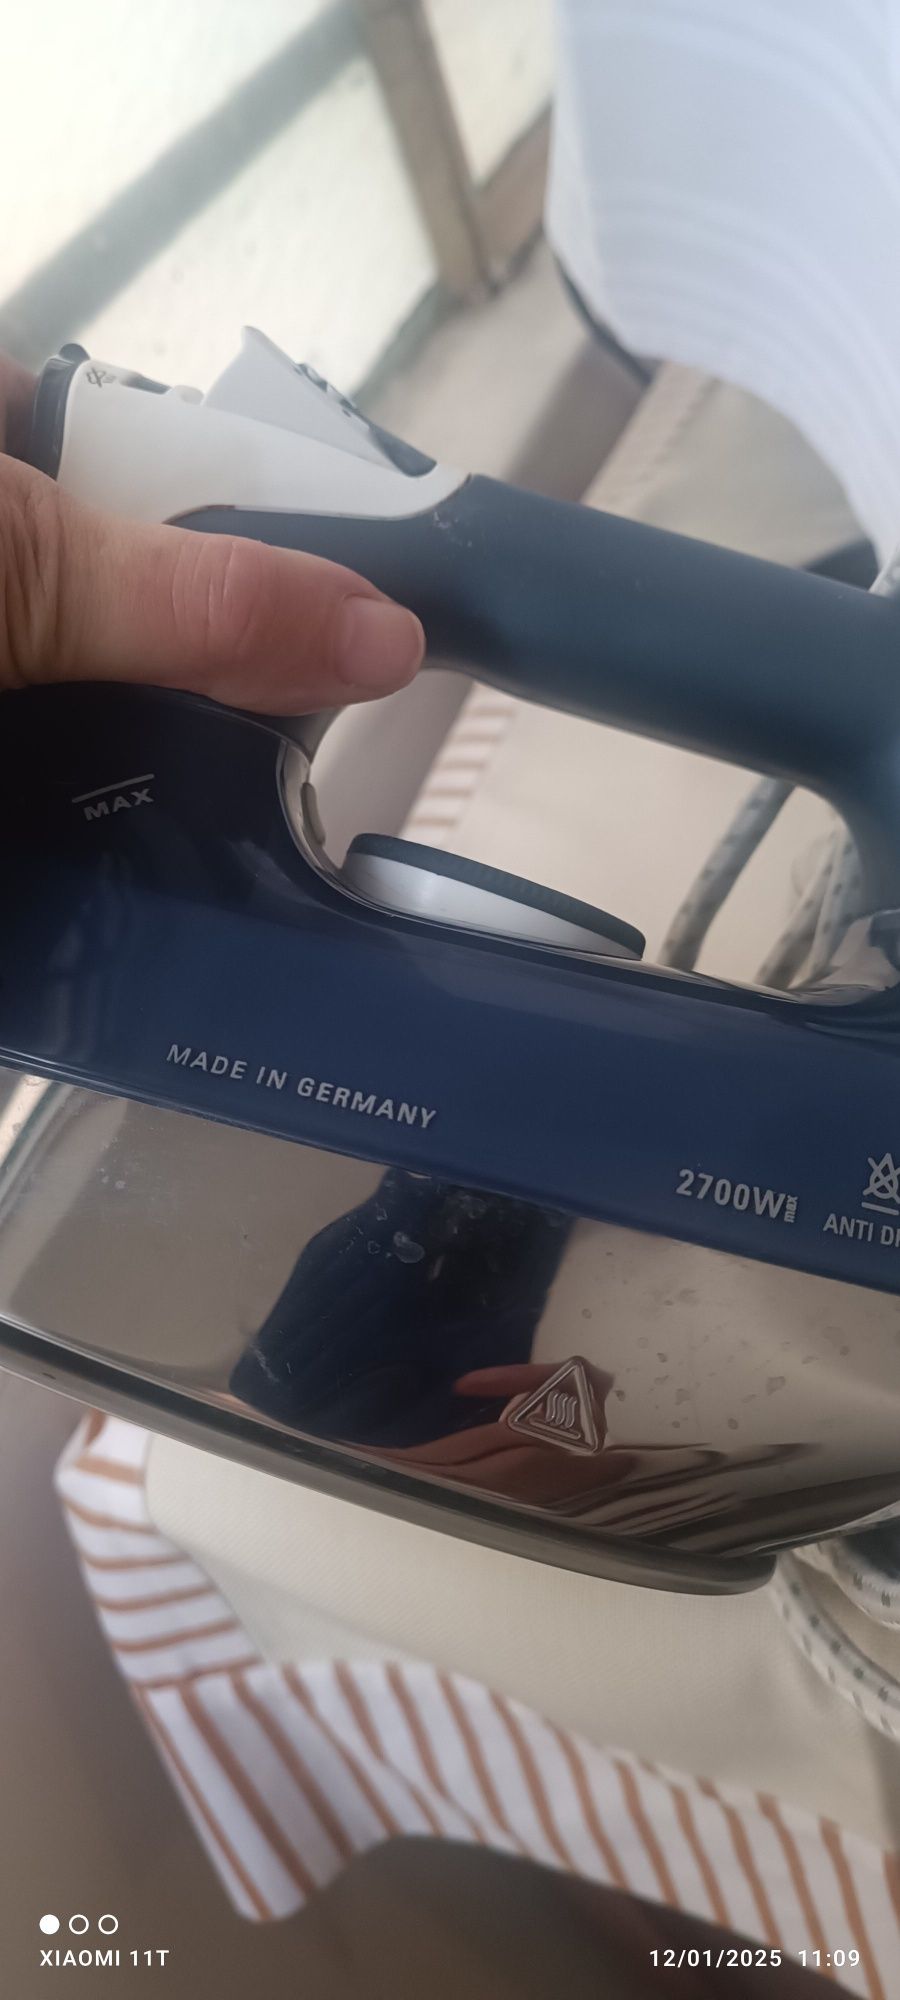 MAX
MADE IN GERMANY
2700W max
ANTI
XIAOMI 11T
12/01/2025 11:09